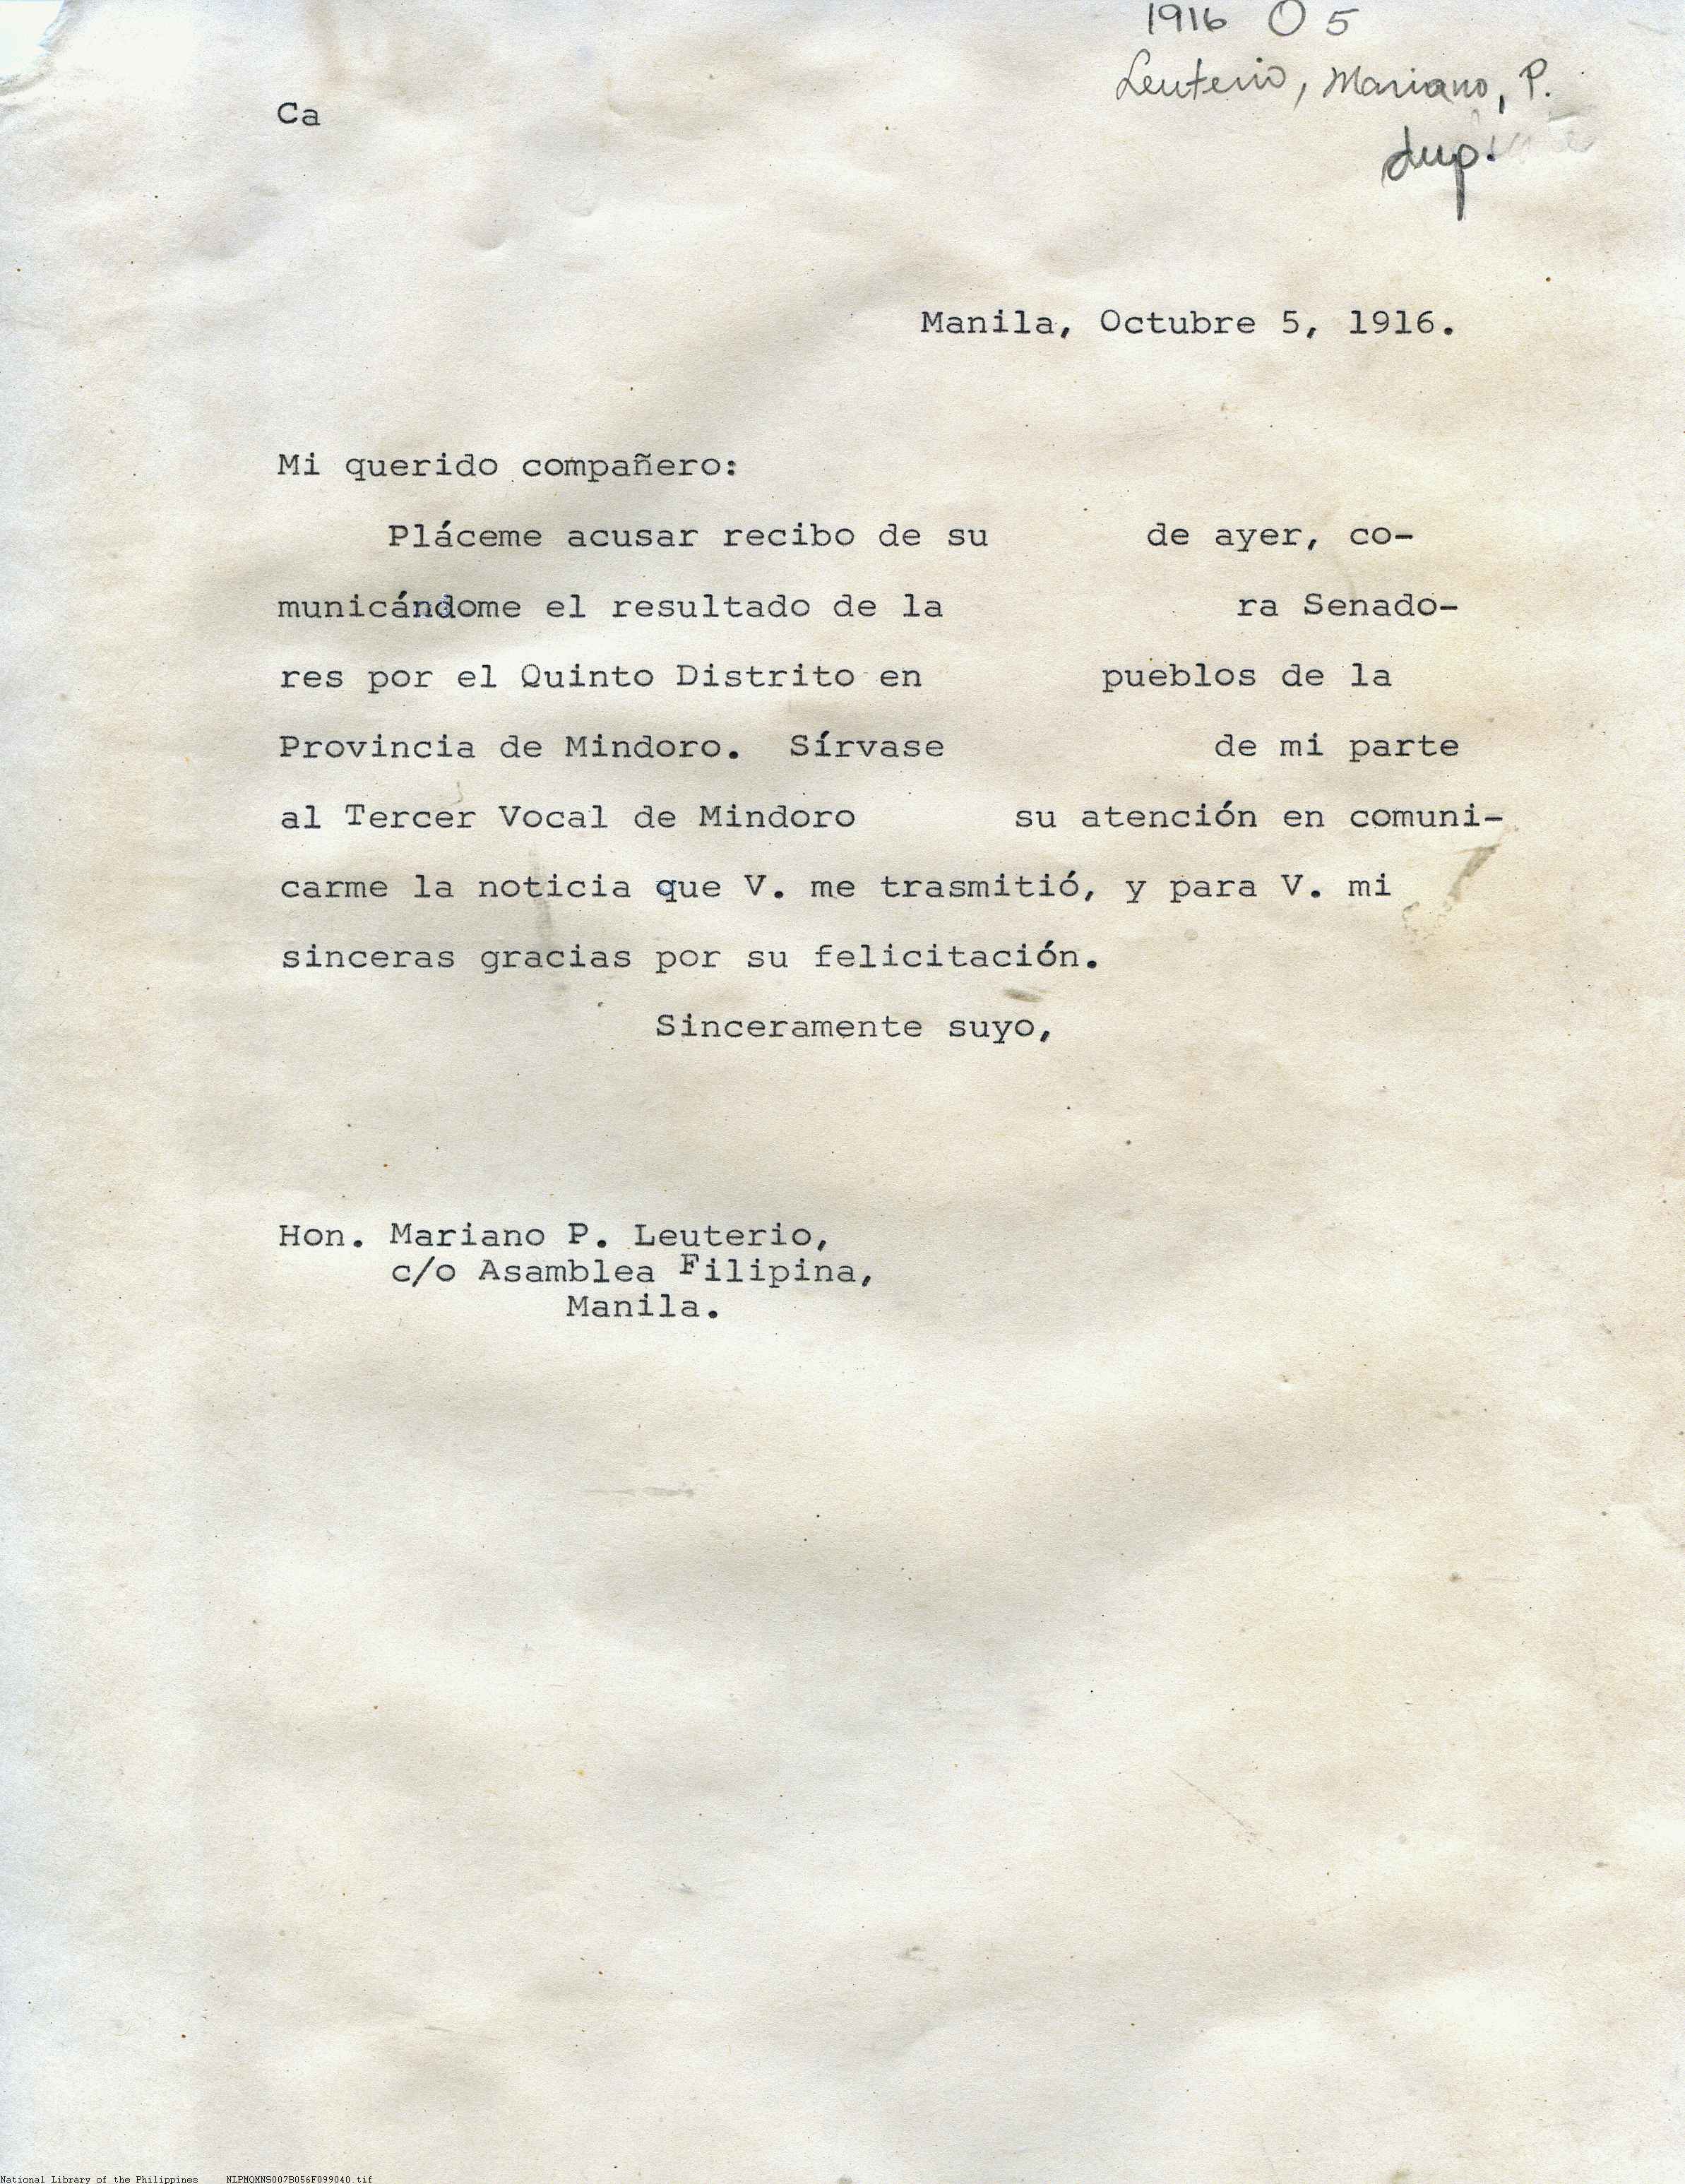 1916 O 5
Leuterio, Mariano, P.
Ca
dup.
Manila, Octubre 5, 1916.
Mi querido compañero:
Pláceme acusar recibo de su de ayer, co-
municándome el resultado de la ra Senado-
res por el Quinto Distrito en pueblos de la
Provincia de Mindoro. Sírvase de mi parte
al Tercer Vocal de Mindoro su atención en comuni-
carme la noticia que V. me trasmitió, y para V. mi
sinceras gracias por su felicitación.
Sinceramente suyo,
Hon. Mariano P. Leuterio,
c/o Asamblea Filipina,
Manila.
National Library of the Philippines NLPMQMNS007B056F099040.tif